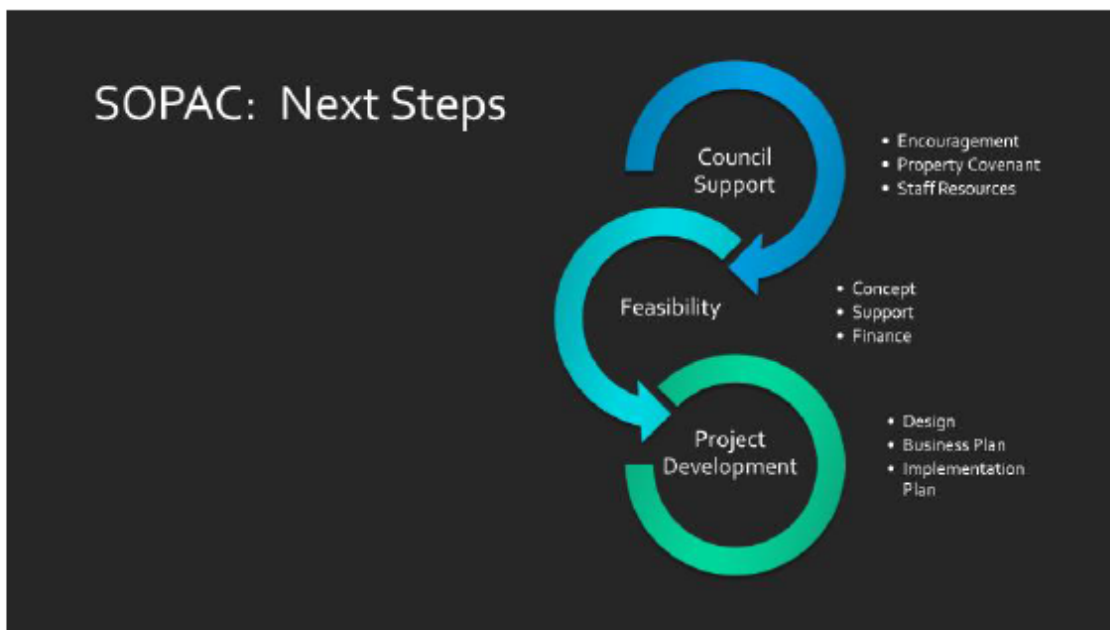 SOPAC: Next Steps
Council
Support
• Encouragement
• Property Covenant
• Staff Resources
Feasibility
• Concept
• Support
• Finance
Project
Development
• Design
• Business Plan
• Implementation
Plan